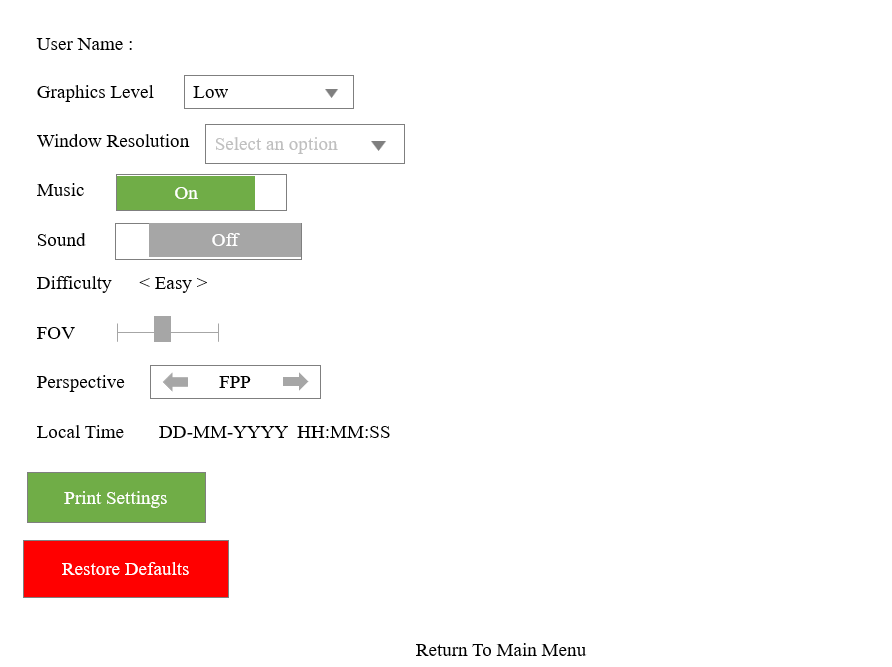 User Name :
Graphics Level Low
Window Resolution Select an option
Music On
Sound Off
Difficulty < Easy >
FOV
Perspective FPP
Local Time DD-MM-YYYY HH:MM:SS
Print Settings
Restore Defaults
Return To Main Menu